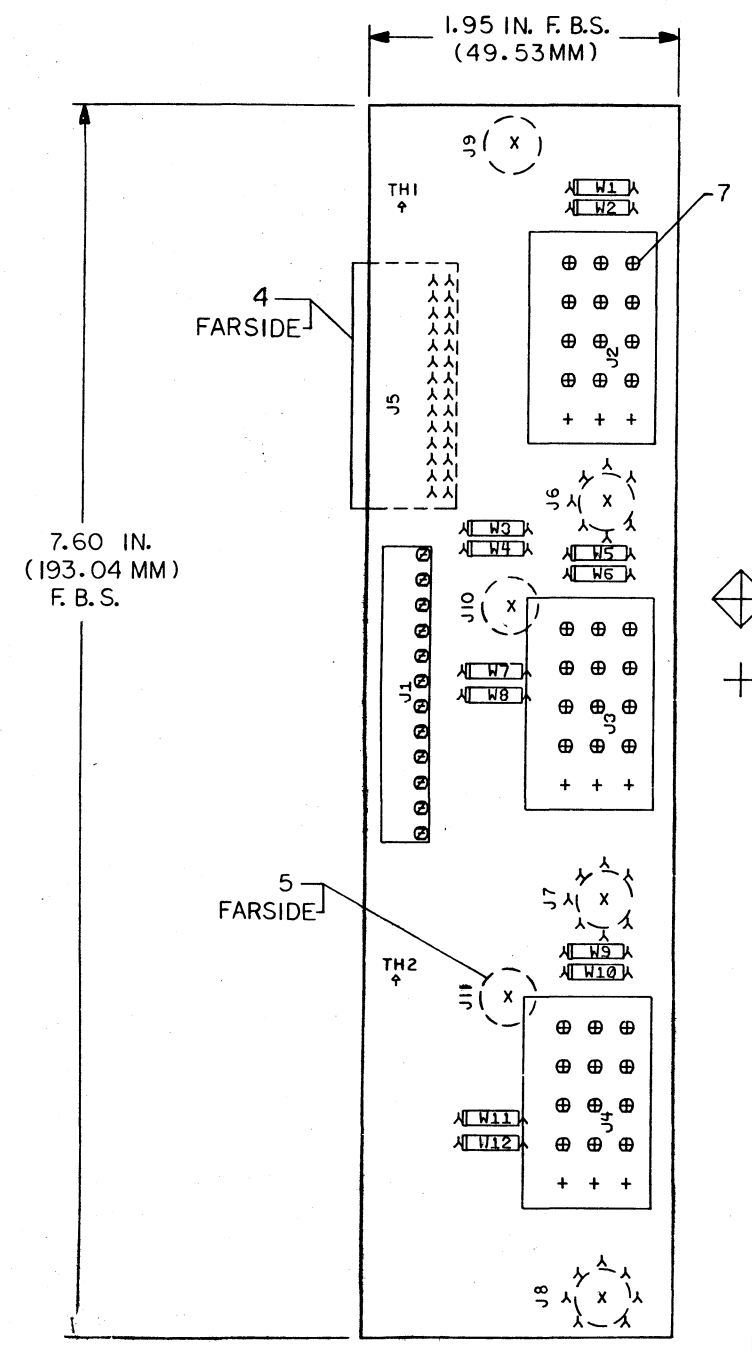 1.95 IN. F. B.S.
(49.53MM)
J9
X
TH1
W1
W2
7
4
FARSIDE
J2
J5
J6
X
7.60 IN.
(193.04 MM)
F. B. S.
W3
W4
W5
W6
J10
X
W7
W8
J1
J3
5
FARSIDE
J7
X
W9
W10
TH2
J11
X
J4
W11
W12
J8
X